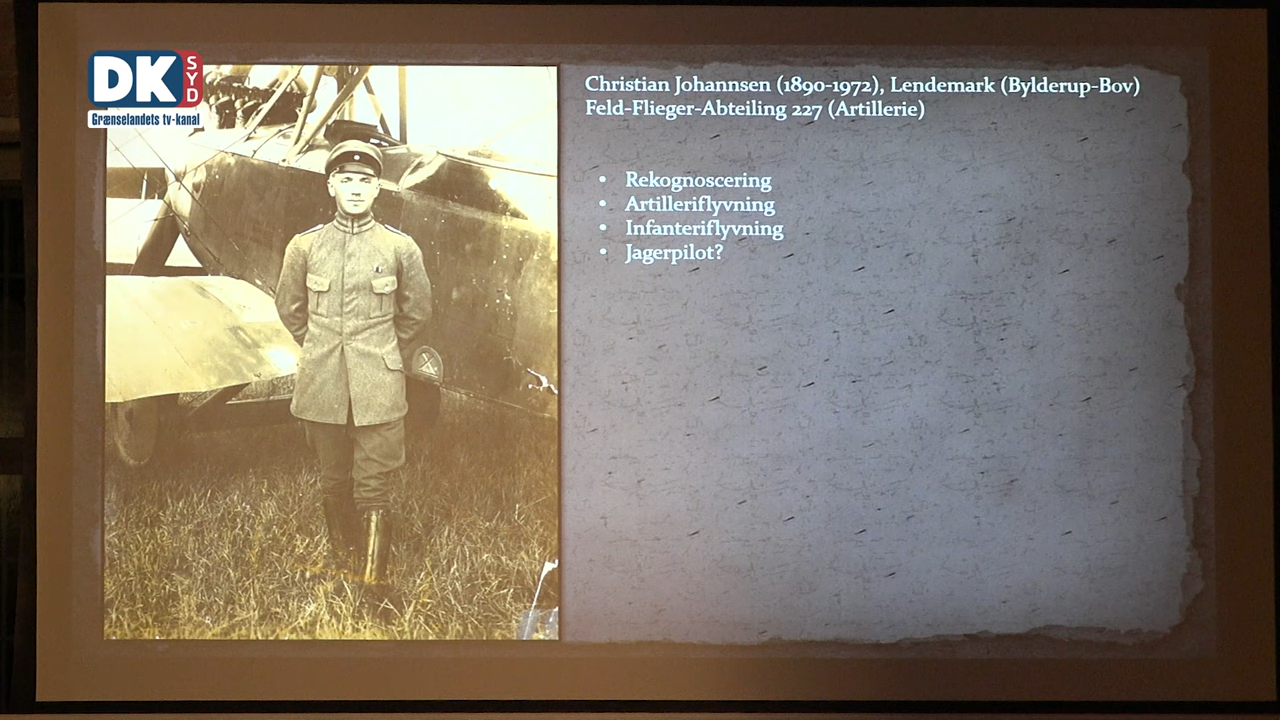 DK
SYD
Grænselandets tv-kanal
Christian Johannsen (1890-1972), Lendemark (Bylderup-Bov)
Feld-Flieger-Abteiling 227 (Artillerie)
• Rekognoscering
• Artilleriflyvning
• Infanteriflyvning
• Jagerpilot?